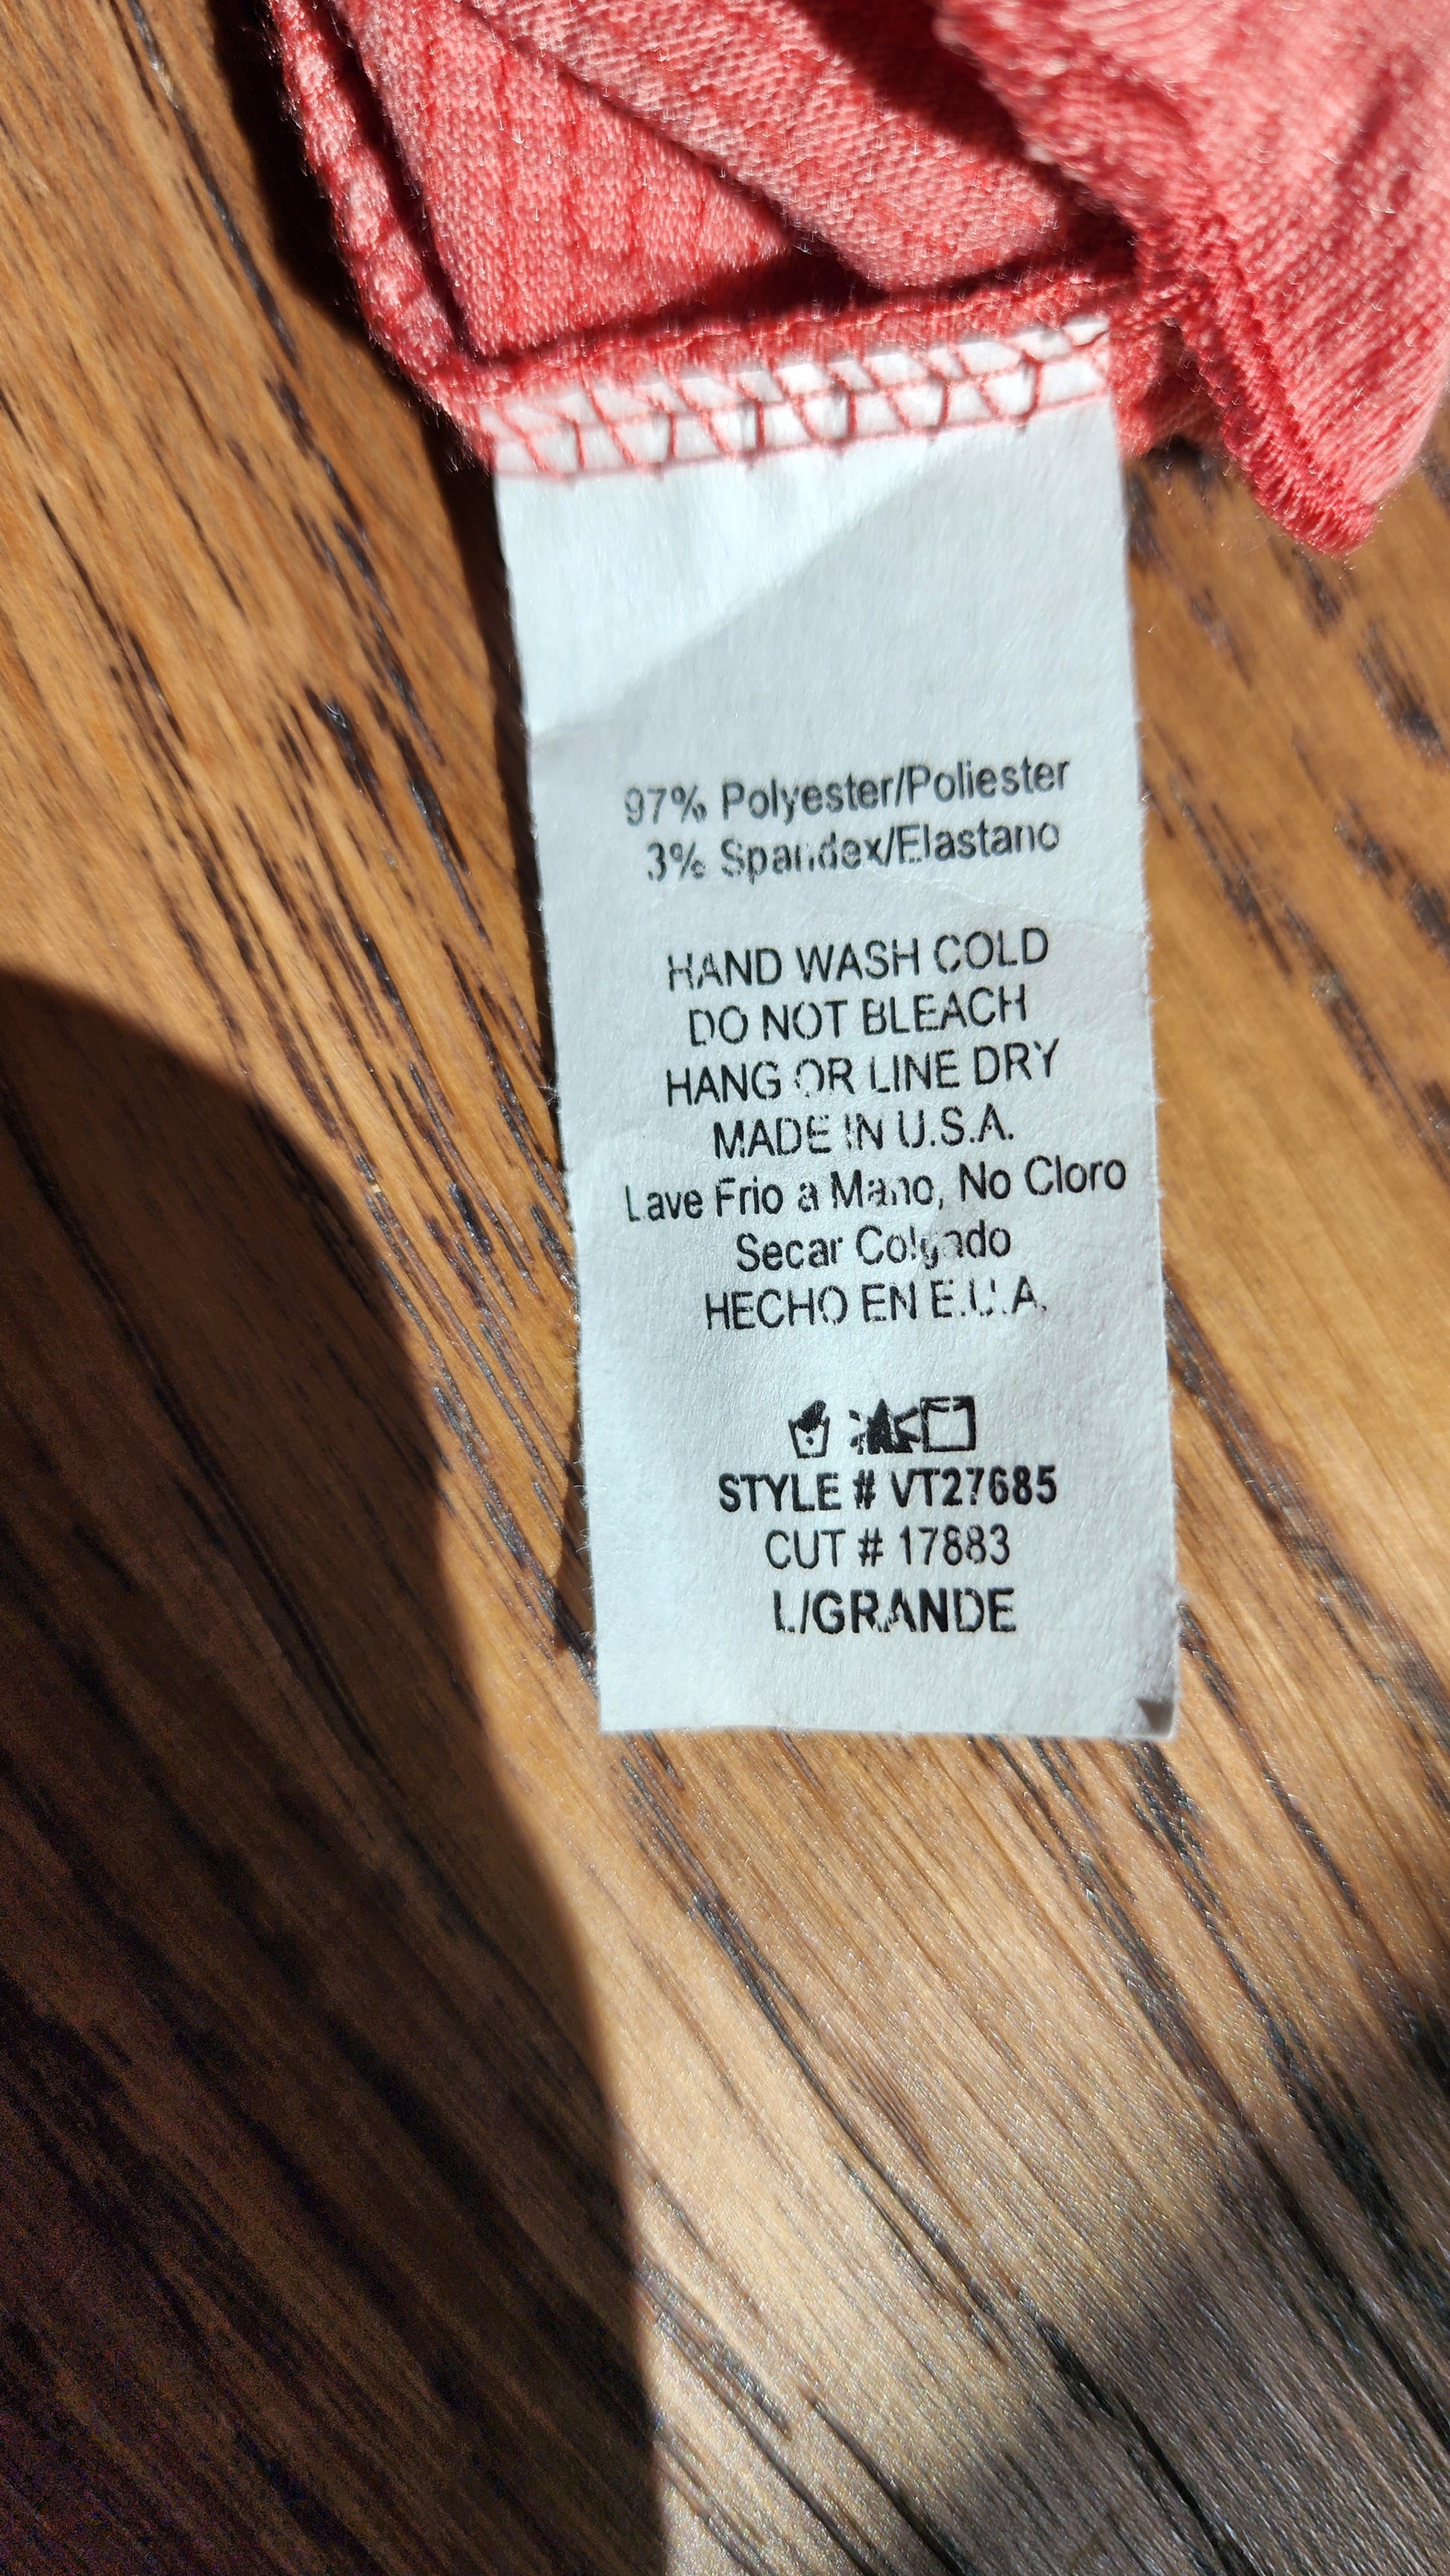 97% Polyester/Poliester
3% Spandex/Elastano
HAND WASH COLD
DO NOT BLEACH
HANG OR LINE DRY
MADE IN U.S.A.
Lave Frio a Mano, No Cloro
Secar Colgado
HECHO EN E.U.A.
STYLE # VT27685
CUT # 17883
L/GRANDE